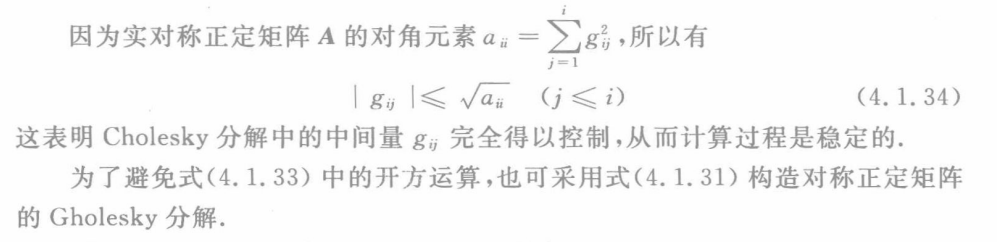 因为实对称正定矩阵 A 的对角元素 $a_{ii} = \sum_{j=1}^{i} g_{ij}^2$,所以有
$| g_{ij} | \leqslant \sqrt{a_{ii}} \quad (j \leqslant i)$ (4.1.34)
这表明 Cholesky 分解中的中间量 $g_{ij}$ 完全得以控制,从而计算过程是稳定的.
为了避免式(4.1.33)中的开方运算,也可采用式(4.1.31)构造对称正定矩阵
的 Gholesky 分解.